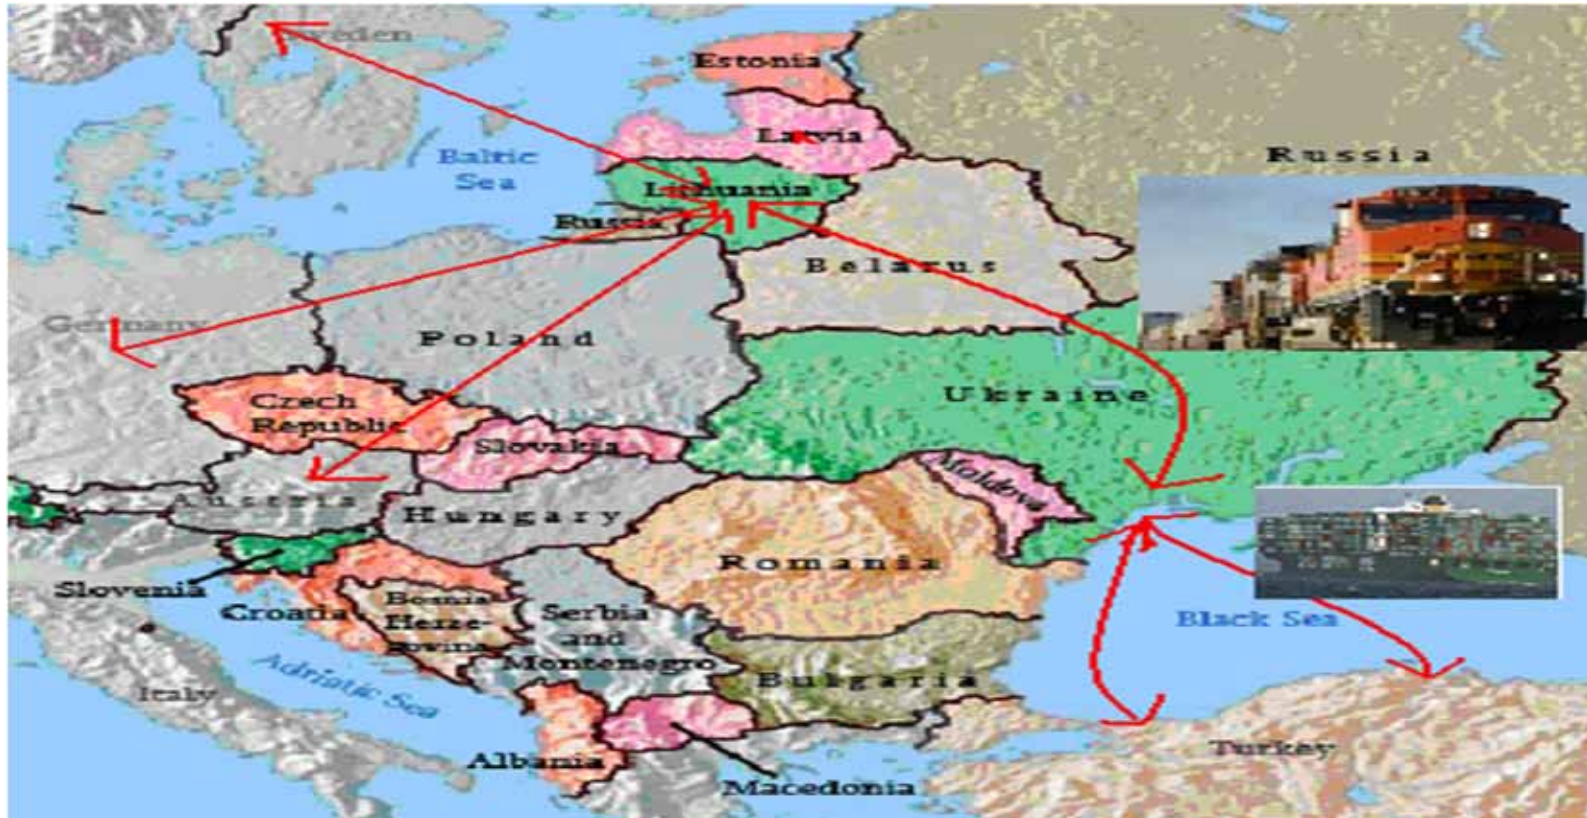 Sweden
Estonia
Latvia
Baltic
Sea
Russia
Lithuania
Russia
Belarus
Germany
Poland
Ukraine
Czech
Republic
Slovakia
Moldova
Austria
Hungary
Romania
Slovenia
Croatia
Bosnia
Herze-
govina
Serbia
and
Montenegro
Black Sea
Adriatic Sea
Italy
Bulgaria
Turkey
Albania
Macedonia